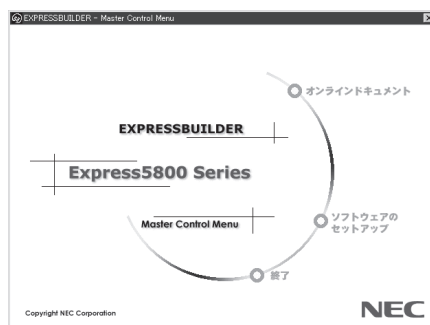 EXPRESSBUILDER - Master Control Menu
オンラインドキュメント
EXPRESSBUILDER
Express5800 Series
ソフトウェアの
セットアップ
Master Control Menu
終了
Copyright NEC Corporation
NEC